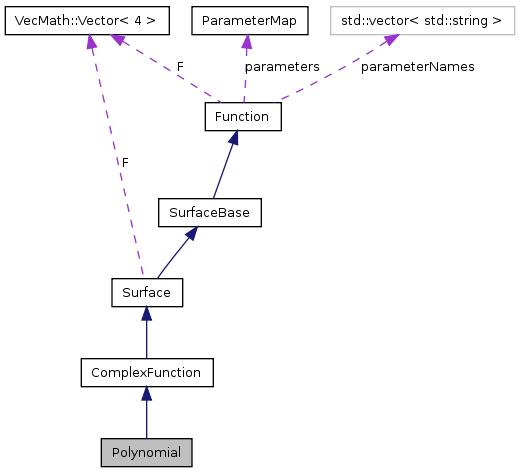 VecMath::Vector< 4 >
ParameterMap
std::vector< std::string >
F
parameters
parameterNames
Function
F
SurfaceBase
Surface
ComplexFunction
Polynomial